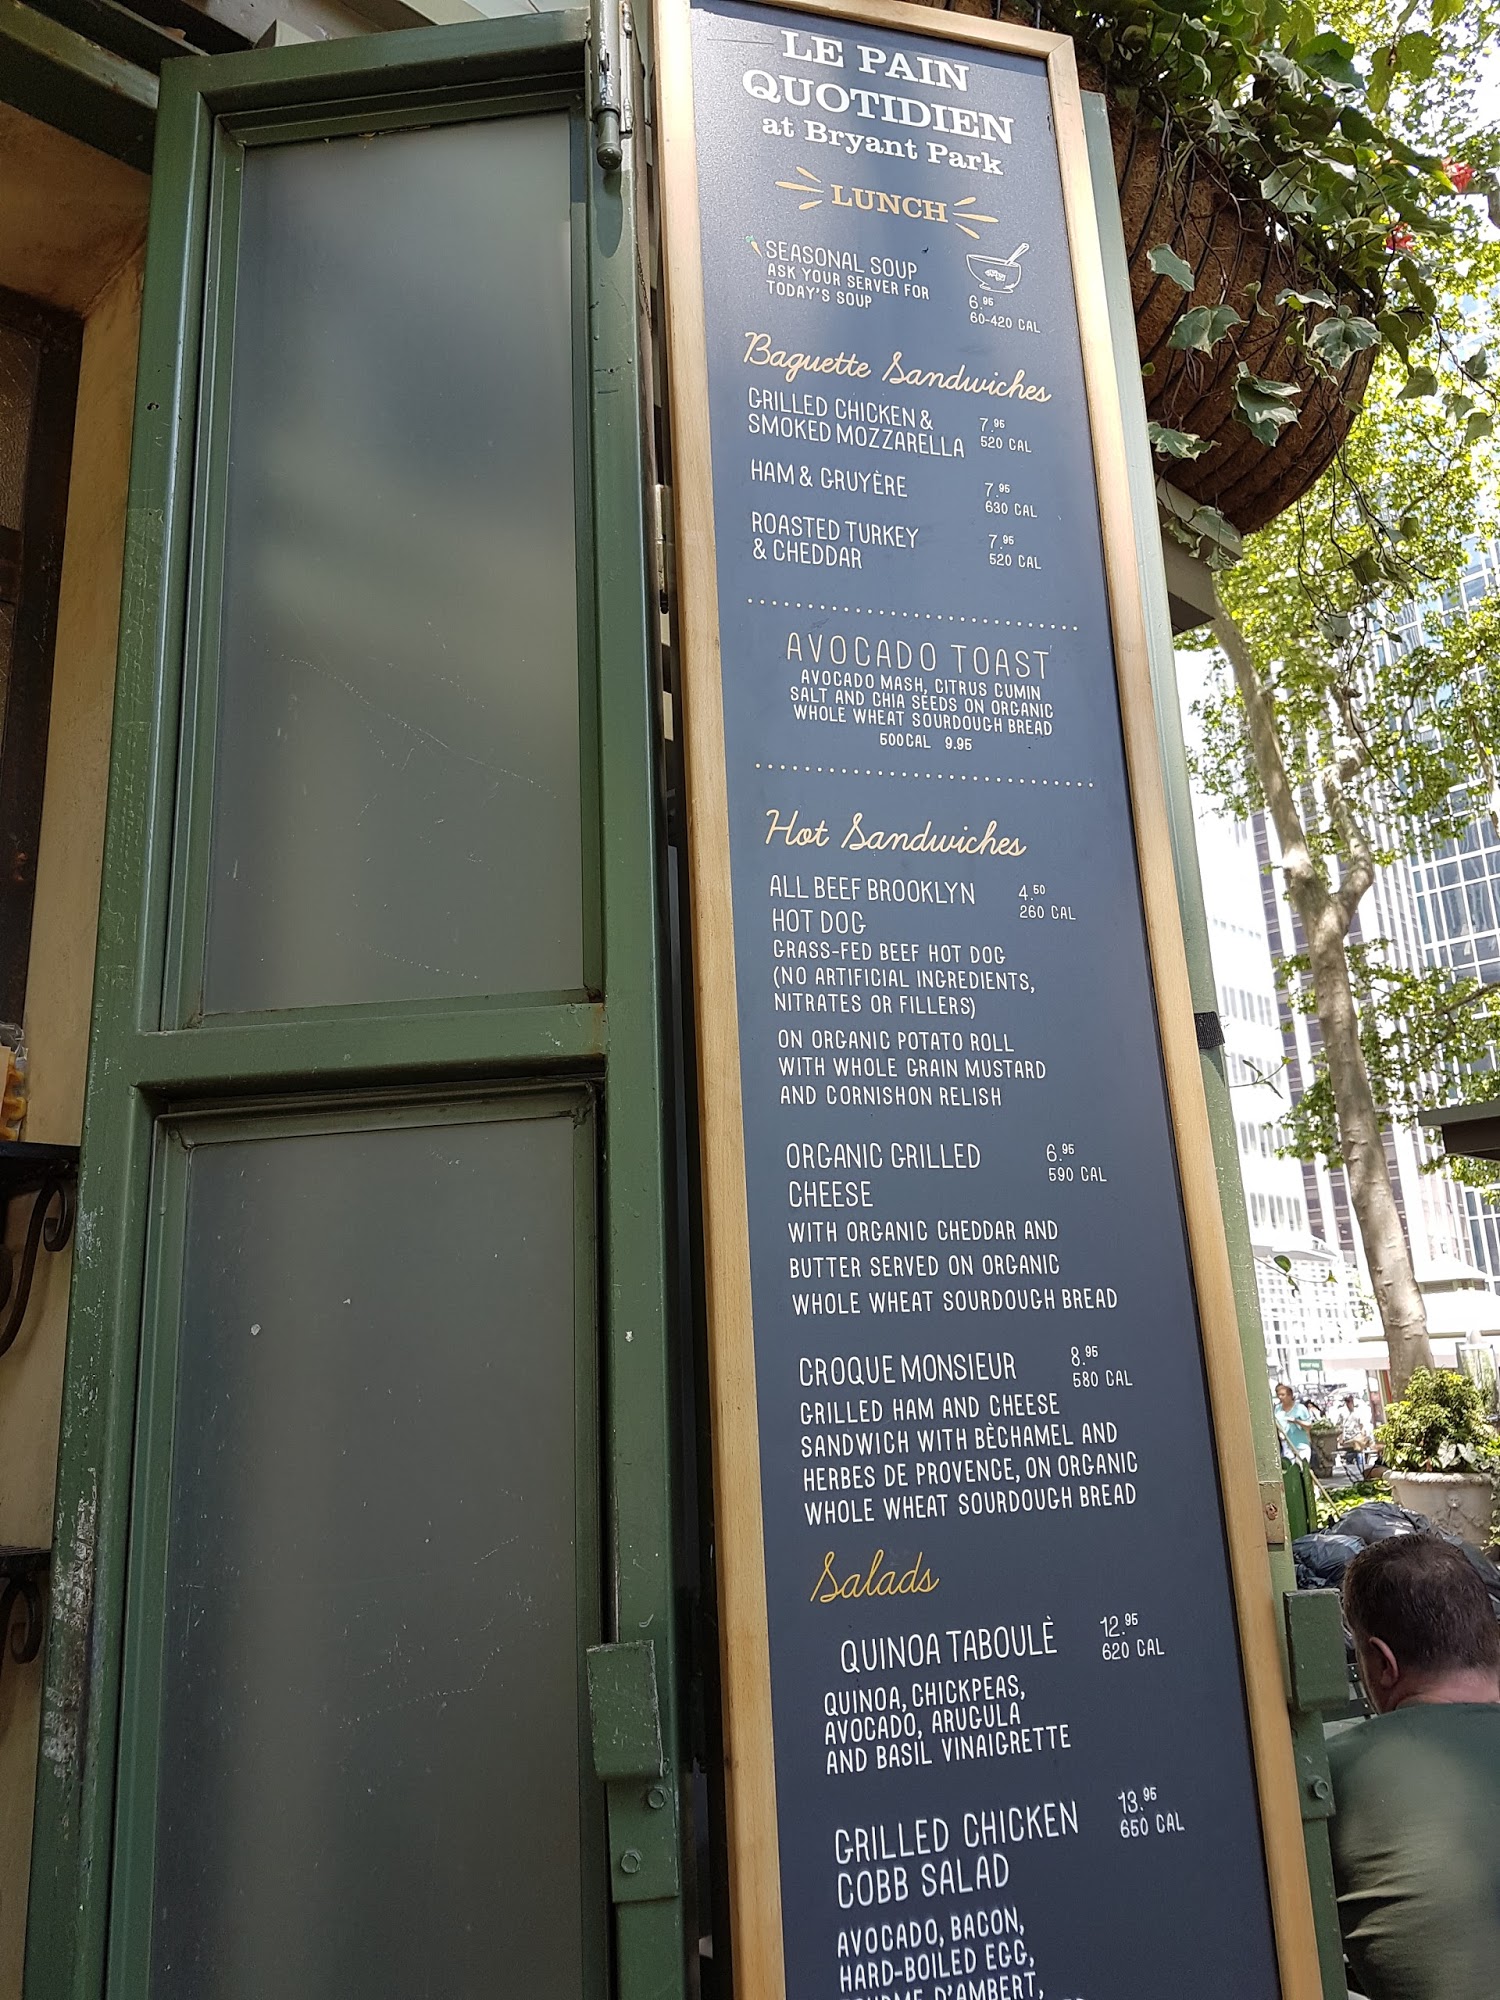 LE PAIN
QUOTIDIEN
at Bryant Park
LUNCH
SEASONAL SOUP
ASK YOUR SERVER FOR
TODAY'S SOUP
6.95
60-420 CAL
Baguette Sandwiches
GRILLED CHICKEN &
SMOKED MOZZARELLA
7.95
520 CAL
HAM & GRUYÈRE
7.95
630 CAL
ROASTED TURKEY
& CHEDDAR
7.95
520 CAL
AVOCADO TOAST
AVOCADO MASH, CITRUS CUMIN
SALT AND CHIA SEEDS ON ORGANIC
WHOLE WHEAT SOURDOUGH BREAD
500CAL 9.95
Hot Sandwiches
ALL BEEF BROOKLYN
HOT DOG
4.50
260 CAL
GRASS-FED BEEF HOT DOG
(NO ARTIFICIAL INGREDIENTS,
NITRATES OR FILLERS)
ON ORGANIC POTATO ROLL
WITH WHOLE GRAIN MUSTARD
AND CORNISHON RELISH
ORGANIC GRILLED
CHEESE
6.95
590 CAL
WITH ORGANIC CHEDDAR AND
BUTTER SERVED ON ORGANIC
WHOLE WHEAT SOURDOUGH BREAD
CROQUE MONSIEUR
8.95
580 CAL
GRILLED HAM AND CHEESE
SANDWICH WITH BÈCHAMEL AND
HERBES DE PROVENCE, ON ORGANIC
WHOLE WHEAT SOURDOUGH BREAD
Salads
QUINOA TABOULÈ
12.95
620 CAL
QUINOA, CHICKPEAS,
AVOCADO, ARUGULA
AND BASIL VINAIGRETTE
GRILLED CHICKEN
COBB SALAD
13.95
650 CAL
AVOCADO, BACON,
HARD-BOILED EGG,
FOURME D'AMBERT,